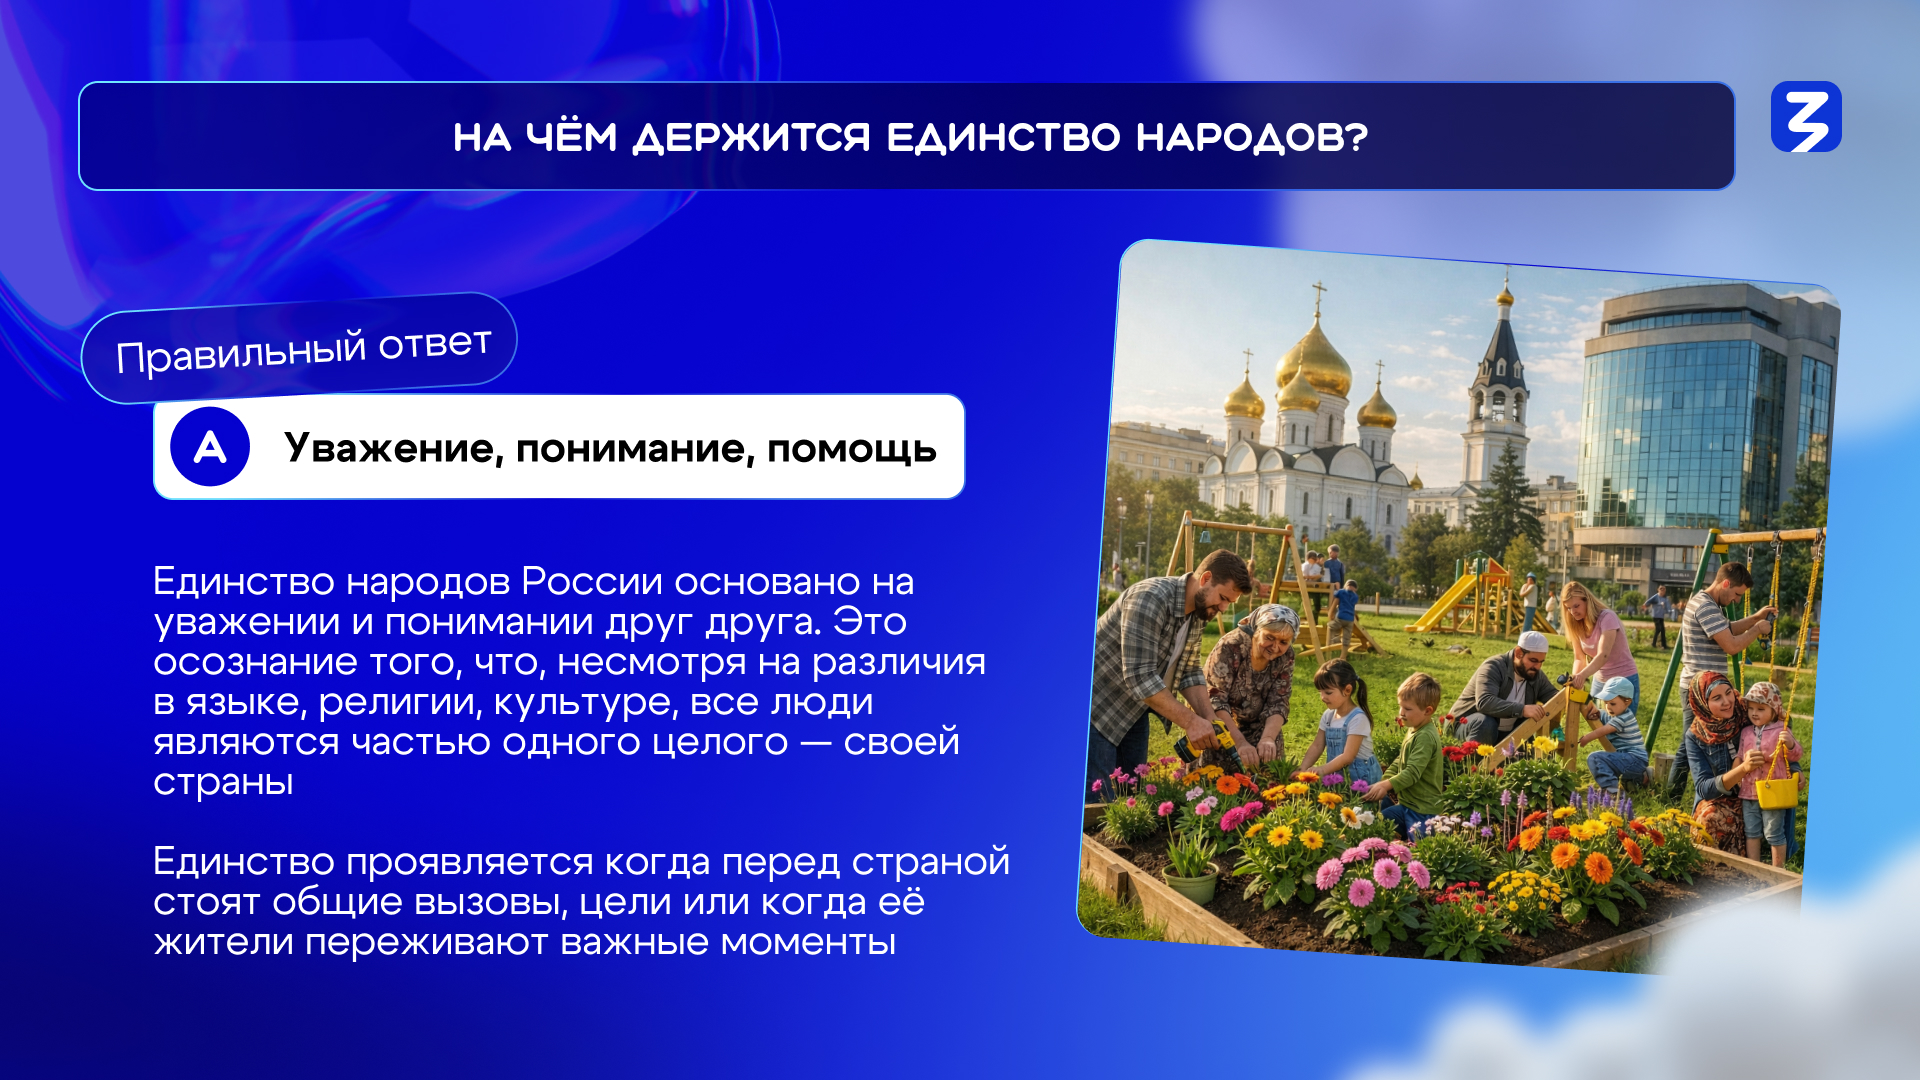 НА ЧЁМ ДЕРЖИТСЯ ЕДИНСТВО НАРОДОВ?
Правильный ответ
А Уважение, понимание, помощь
Единство народов России основано на
уважении и понимании друг друга. Это
осознание того, что, несмотря на различия
в языке, религии, культуре, все люди
являются частью одного целого — своей
страны
Единство проявляется когда перед страной
стоят общие вызовы, цели или когда её
жители переживают важные моменты